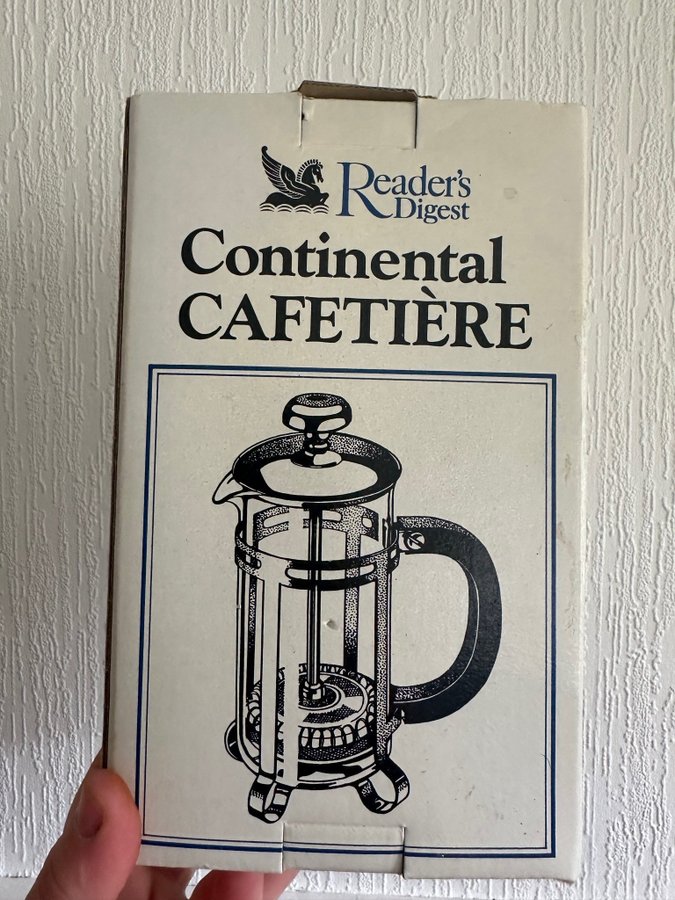 Reader's
Digest
Continental
CAFETIÈRE